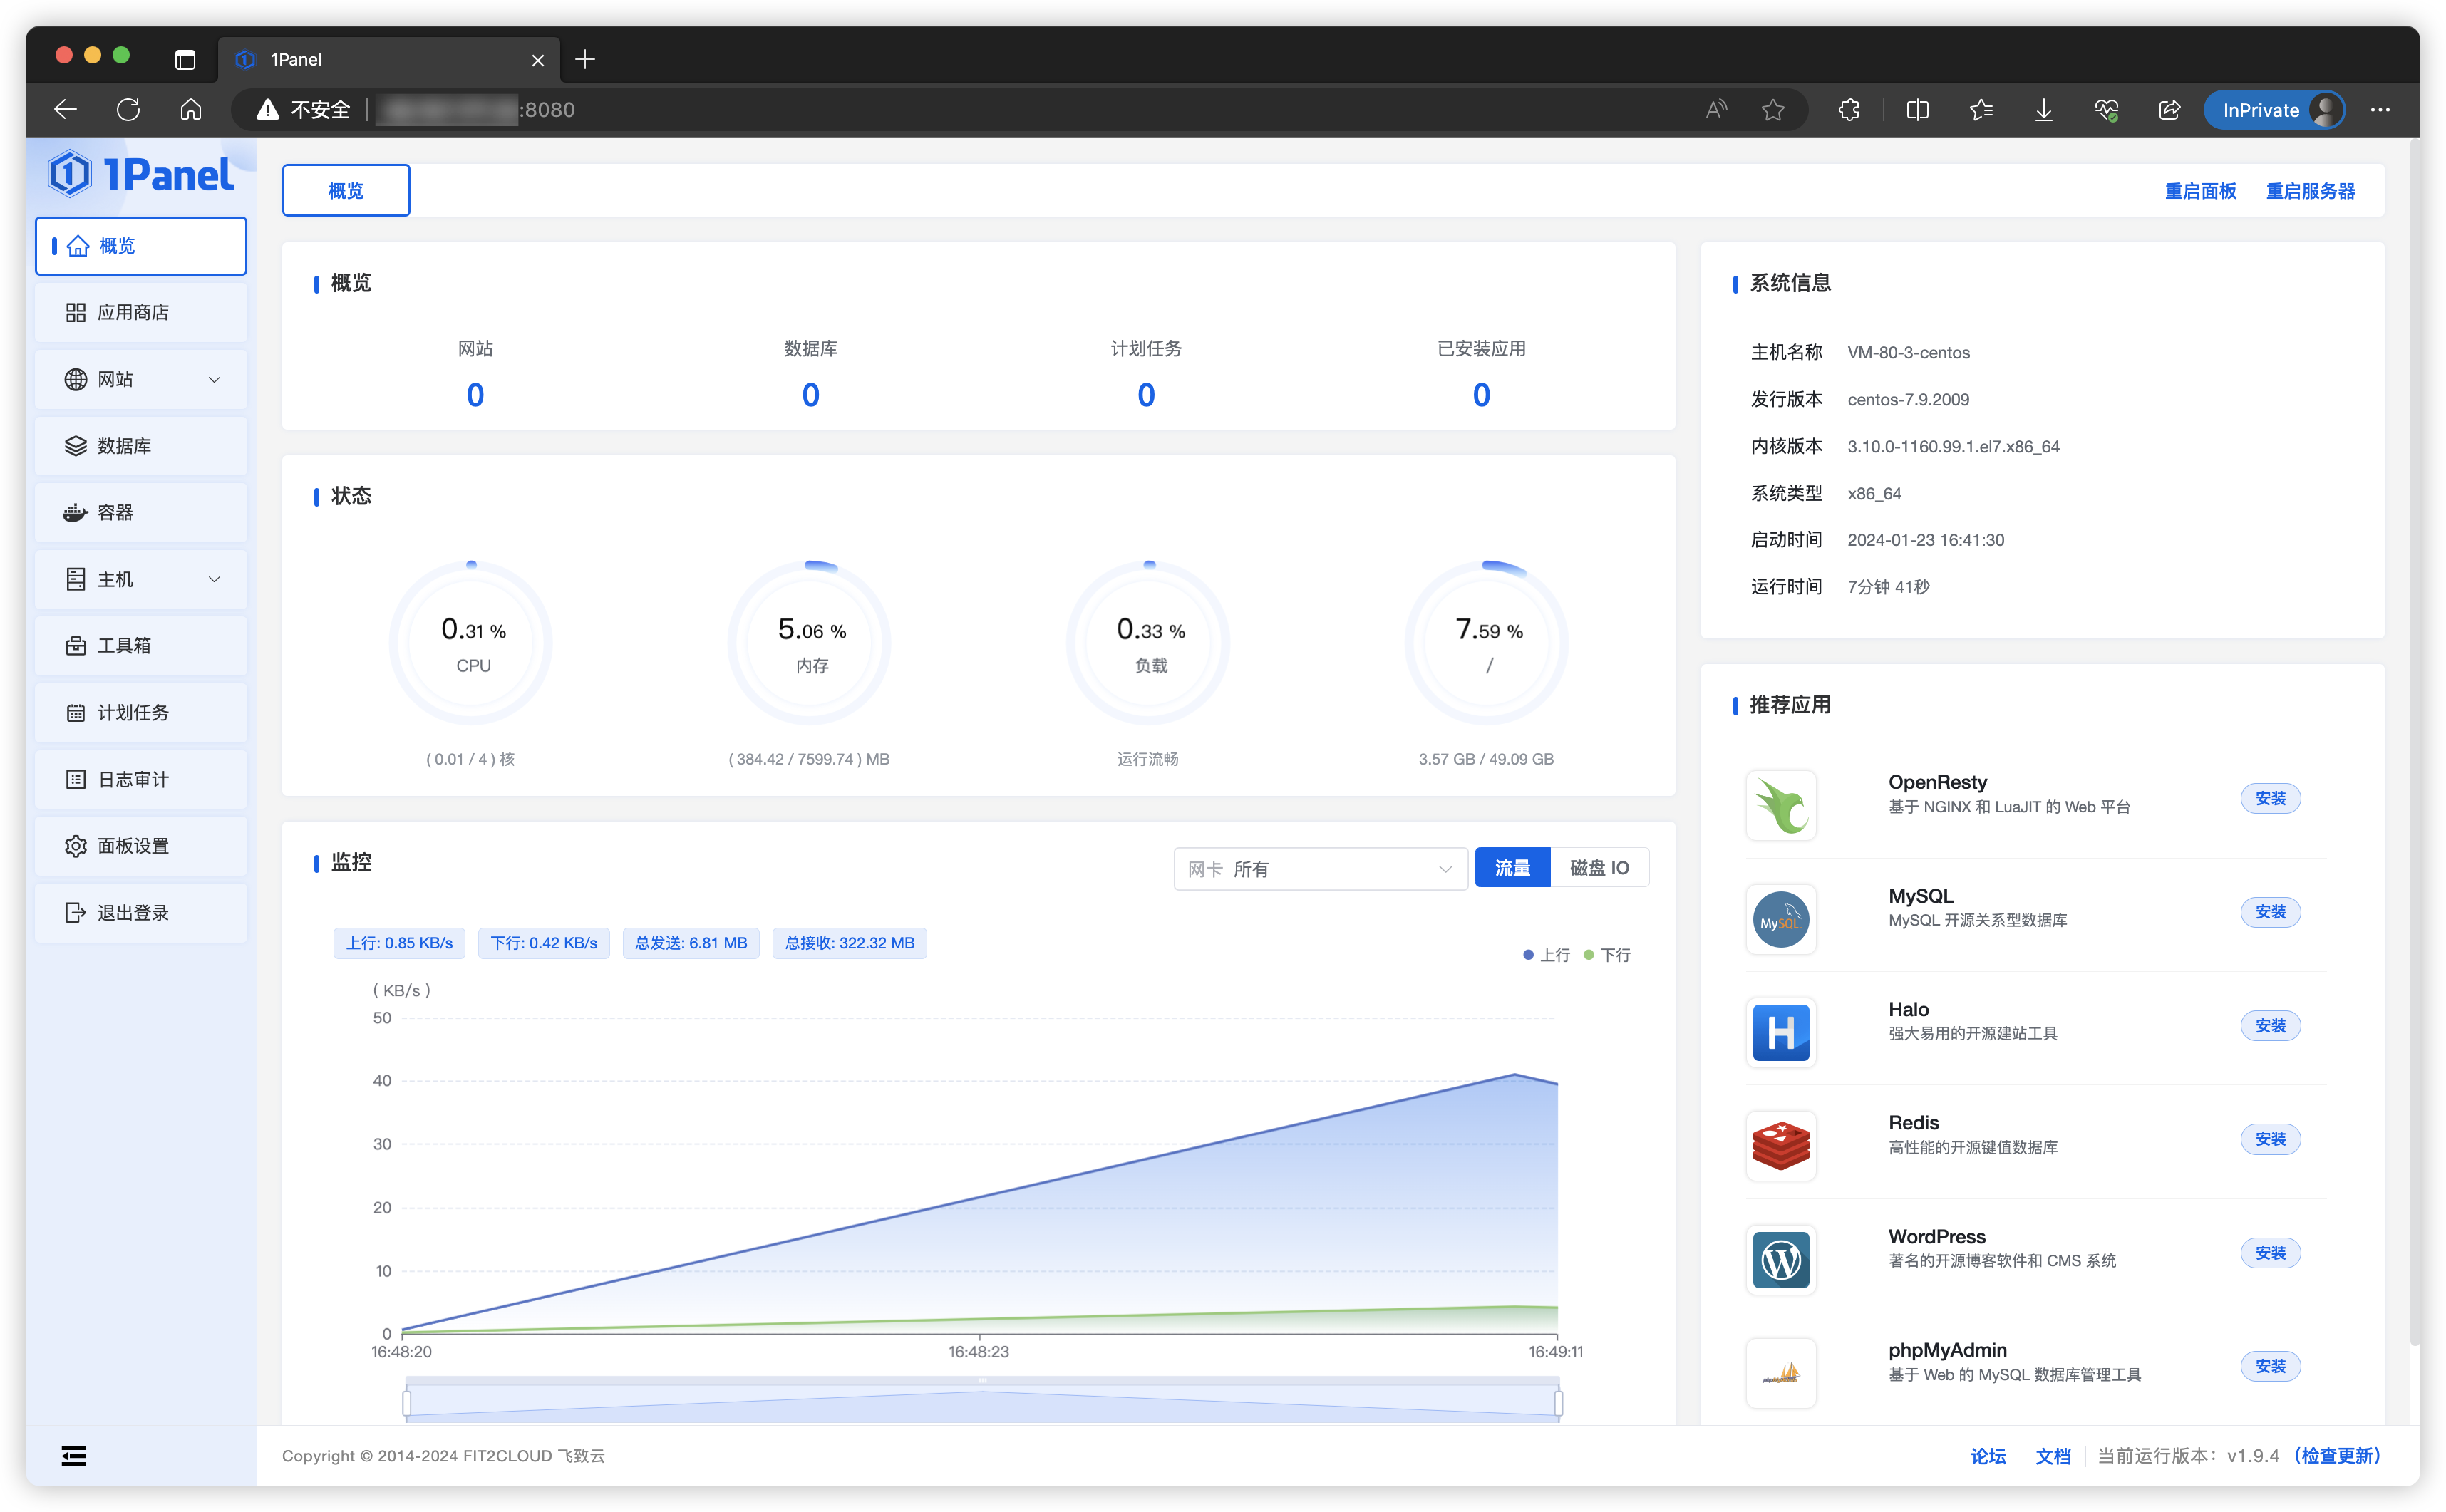 1Panel
不安全
:8080
InPrivate
1Panel
概览
应用商店
网站
数据库
容器
主机
工具箱
计划任务
日志审计
面板设置
退出登录
概览
重启面板
重启服务器
概览
网站
数据库
计划任务
已安装应用
0
0
0
0
状态
0.31 %
CPU
( 0.01 / 4 ) 核
5.06 %
内存
( 384.42 / 7599.74 ) MB
0.33 %
负载
运行流畅
7.59 %
/
3.57 GB / 49.09 GB
监控
网卡 所有
流量
磁盘 IO
上行: 0.85 KB/s
下行: 0.42 KB/s
总发送: 6.81 MB
总接收: 322.32 MB
上行
下行
( KB/s )
50
40
30
20
10
0
16:48:20
16:48:23
16:49:11
系统信息
主机名称 VM-80-3-centos
发行版本 centos-7.9.2009
内核版本 3.10.0-1160.99.1.el7.x86_64
系统类型 x86_64
启动时间 2024-01-23 16:41:30
运行时间 7分钟 41秒
推荐应用
OpenResty
基于 NGINX 和 LuaJIT 的 Web 平台
安装
MySQL
MySQL
MySQL 开源关系型数据库
安装
H
Halo
强大易用的开源建站工具
安装
Redis
高性能的开源键值数据库
安装
WordPress
著名的开源博客软件和 CMS 系统
安装
phpMyAdmin
基于 Web 的 MySQL 数据库管理工具
安装
Copyright © 2014-2024 FIT2CLOUD 飞致云
论坛
文档
当前运行版本: v1.9.4
(检查更新)